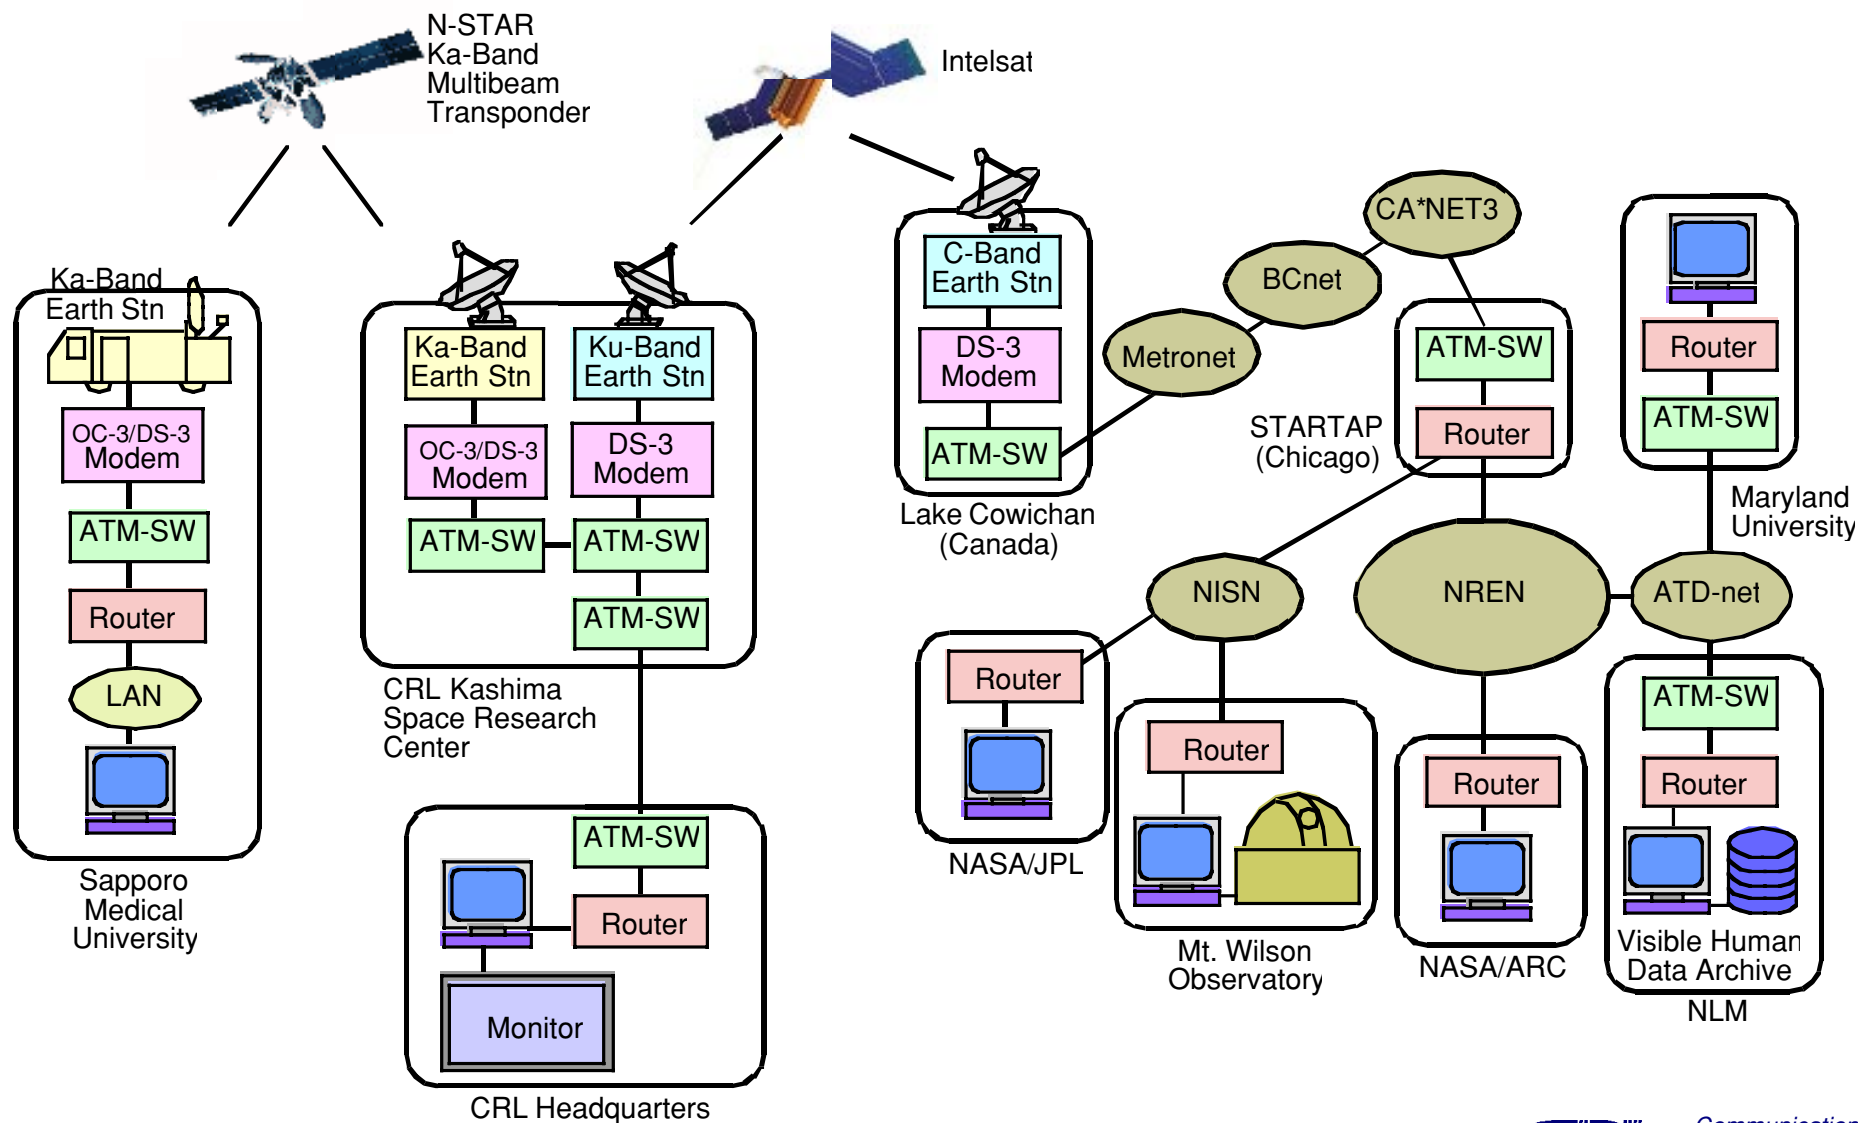 N-STAR
Ka-Band
Multibeam
Transponder
Intelsat
Ka-Band
Earth Stn
OC-3/DS-3
Modem
ATM-SW
Router
LAN
Sapporo
Medical
University
Ka-Band
Earth Stn
OC-3/DS-3
Modem
ATM-SW
Ku-Band
Earth Stn
DS-3
Modem
ATM-SW
ATM-SW
CRL Kashima
Space Research
Center
ATM-SW
Router
Monitor
CRL Headquarters
C-Band
Earth Stn
DS-3
Modem
ATM-SW
Lake Cowichan
(Canada)
Metronet
BCnet
CA*NET3
ATM-SW
Router
STARTAP
(Chicago)
NISN
NREN
ATD-net
Router
ATM-SW
Maryland
University
Router
NASA/JPL
Router
Mt. Wilson
Observatory
Router
NASA/ARC
ATM-SW
Router
Visible Human
Data Archive
NLM
Communication